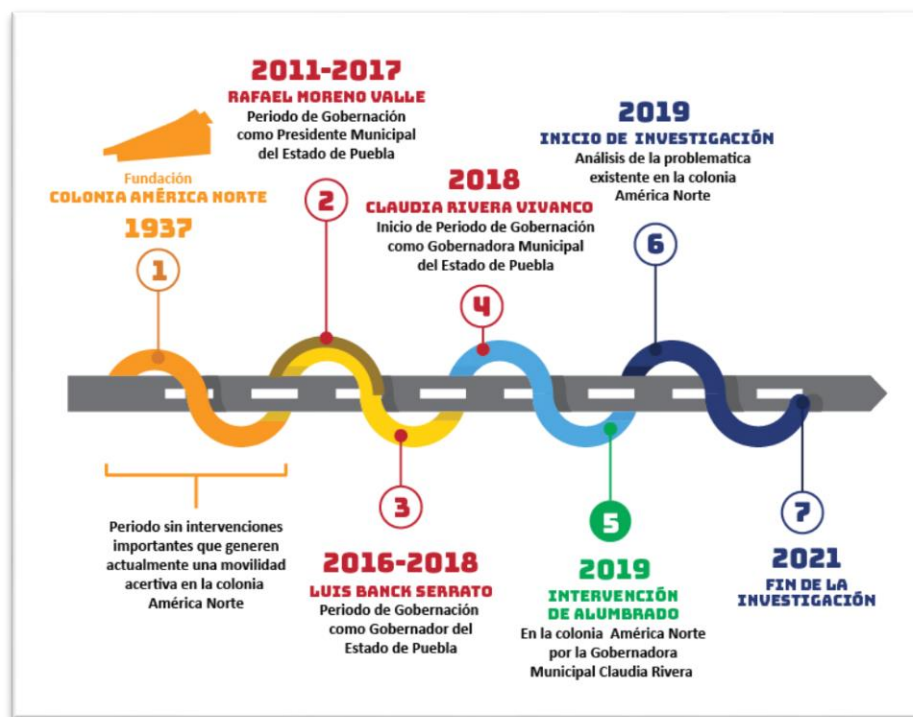 Fundación
COLONIA AMÉRICA NORTE
1937
1
Periodo sin intervenciones
importantes que generen
actualmente una movilidad
acertiva en la colonia
América Norte
2011-2017
RAFAEL MORENO VALLE
Periodo de Gobernación
como Presidente Municipal
del Estado de Puebla
2
3
2016-2018
LUIS BANCK SERRATO
Periodo de Gobernación
como Gobernador del
Estado de Puebla
2018
CLAUDIA RIVERA VIVANCO
Inicio de Periodo de Gobernación
como Gobernadora Municipal
del Estado de Puebla
4
5
2019
INTERVENCIÓN
DE ALUMBRADO
En la colonia América Norte
por la Gobernadora
Municipal Claudia Rivera
2019
INICIO DE INVESTIGACIÓN
Análisis de la problematica
existente en la colonia
América Norte
6
7
2021
FIN DE LA
INVESTIGACIÓN